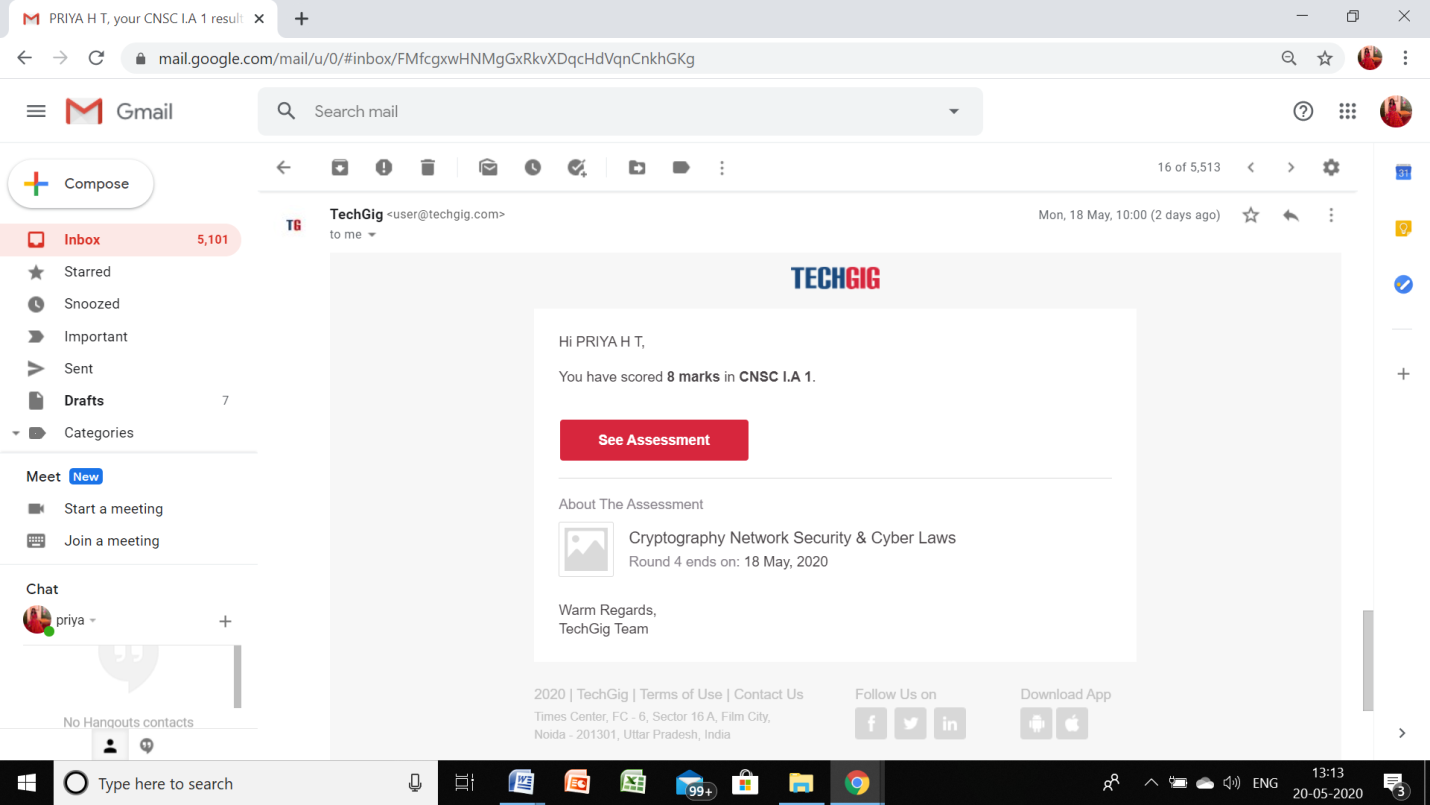 PRIYA H T, your CNSC I.A 1 result
mail.google.com/mail/u/0/#inbox/FMfcgxwHNMgGxRkvXDqcHdVqnCnkhGKg
Gmail
Search mail
Compose
16 of 5,513
31
Inbox 5,101
Starred
Snoozed
Important
Sent
Drafts 7
Categories
Meet New
Start a meeting
Join a meeting
Chat
priya
No Hangouts contacts
TG
TechGig <user@techgig.com>
Mon, 18 May, 10:00 (2 days ago)
to me
TECHGIG
Hi PRIYA H T,
You have scored 8 marks in CNSC I.A 1.
See Assessment
About The Assessment
Cryptography Network Security & Cyber Laws
Round 4 ends on: 18 May, 2020
Warm Regards,
TechGig Team
2020 | TechGig | Terms of Use | Contact Us
Times Center, FC - 6, Sector 16 A, Film City,
Noida - 201301, Uttar Pradesh, India
Follow Us on
Download App
Type here to search
99+
ENG
13:13
20-05-2020
3